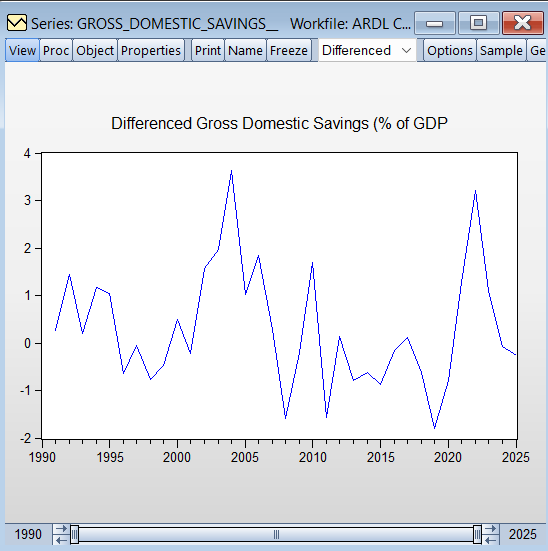 Series: GROSS_DOMESTIC_SAVINGS__ Workfile: ARDL C...
View Proc Object Properties Print Name Freeze Differenced Options Sample Ge
Differenced Gross Domestic Savings (% of GDP
4
3
2
1
0
-1
-2
1990 1995 2000 2005 2010 2015 2020 2025
1990 2025